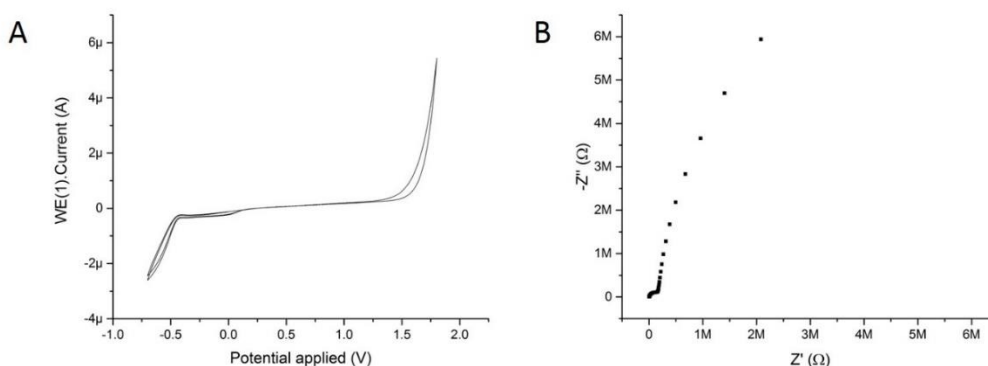 A
6µ
4µ
2µ
0
-2µ
-4µ
WE(1).Current (A)
-1.0 -0.5 0.0 0.5 1.0 1.5 2.0
Potential applied (V)
B
6M
5M
4M
3M
2M
1M
0
-Z'' (Ω)
0 1M 2M 3M 4M 5M 6M
Z' (Ω)